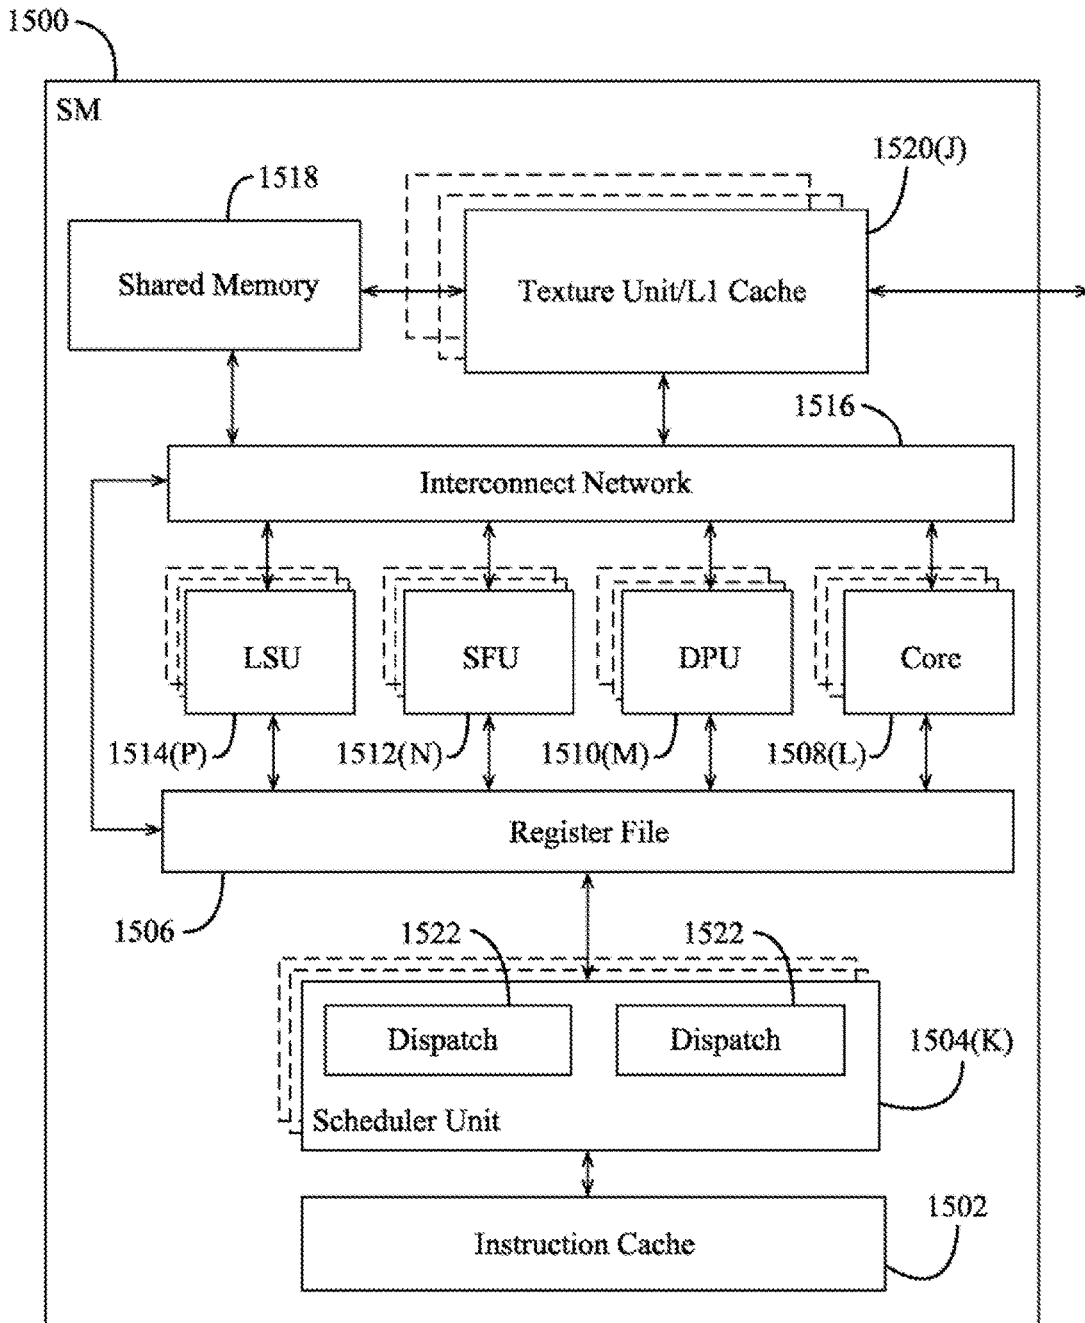 1500
SM
1520(J)
1518
Shared Memory
Texture Unit/L1 Cache
1516
Interconnect Network
LSU
SFU
DPU
Core
1514(P)
1512(N)
1510(M)
1508(L)
Register File
1506
1522
1522
Dispatch
Dispatch
1504(K)
Scheduler Unit
1502
Instruction Cache